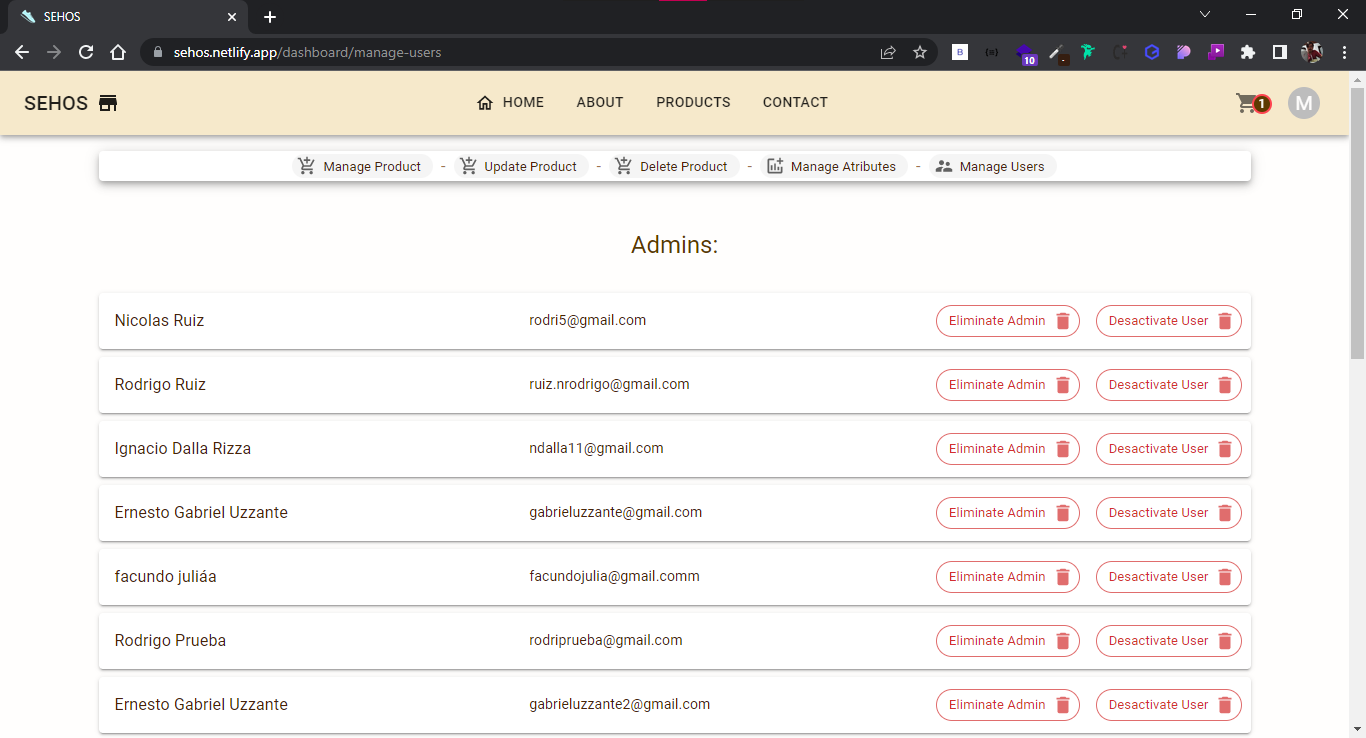 SEHOS
sehos.netlify.app/dashboard/manage-users
B
10
SEHOS
HOME ABOUT PRODUCTS CONTACT
1
M
Manage Product - Update Product - Delete Product - Manage Atributes - Manage Users
Admins:
Nicolas Ruiz rodri5@gmail.com Eliminate Admin Desactivate User
Rodrigo Ruiz ruiz.nrodrigo@gmail.com Eliminate Admin Desactivate User
Ignacio Dalla Rizza ndalla11@gmail.com Eliminate Admin Desactivate User
Ernesto Gabriel Uzzante gabrieluzzante@gmail.com Eliminate Admin Desactivate User
facundo juliáa facundojulia@gmail.comm Eliminate Admin Desactivate User
Rodrigo Prueba rodriprueba@gmail.com Eliminate Admin Desactivate User
Ernesto Gabriel Uzzante gabrieluzzante2@gmail.com Eliminate Admin Desactivate User